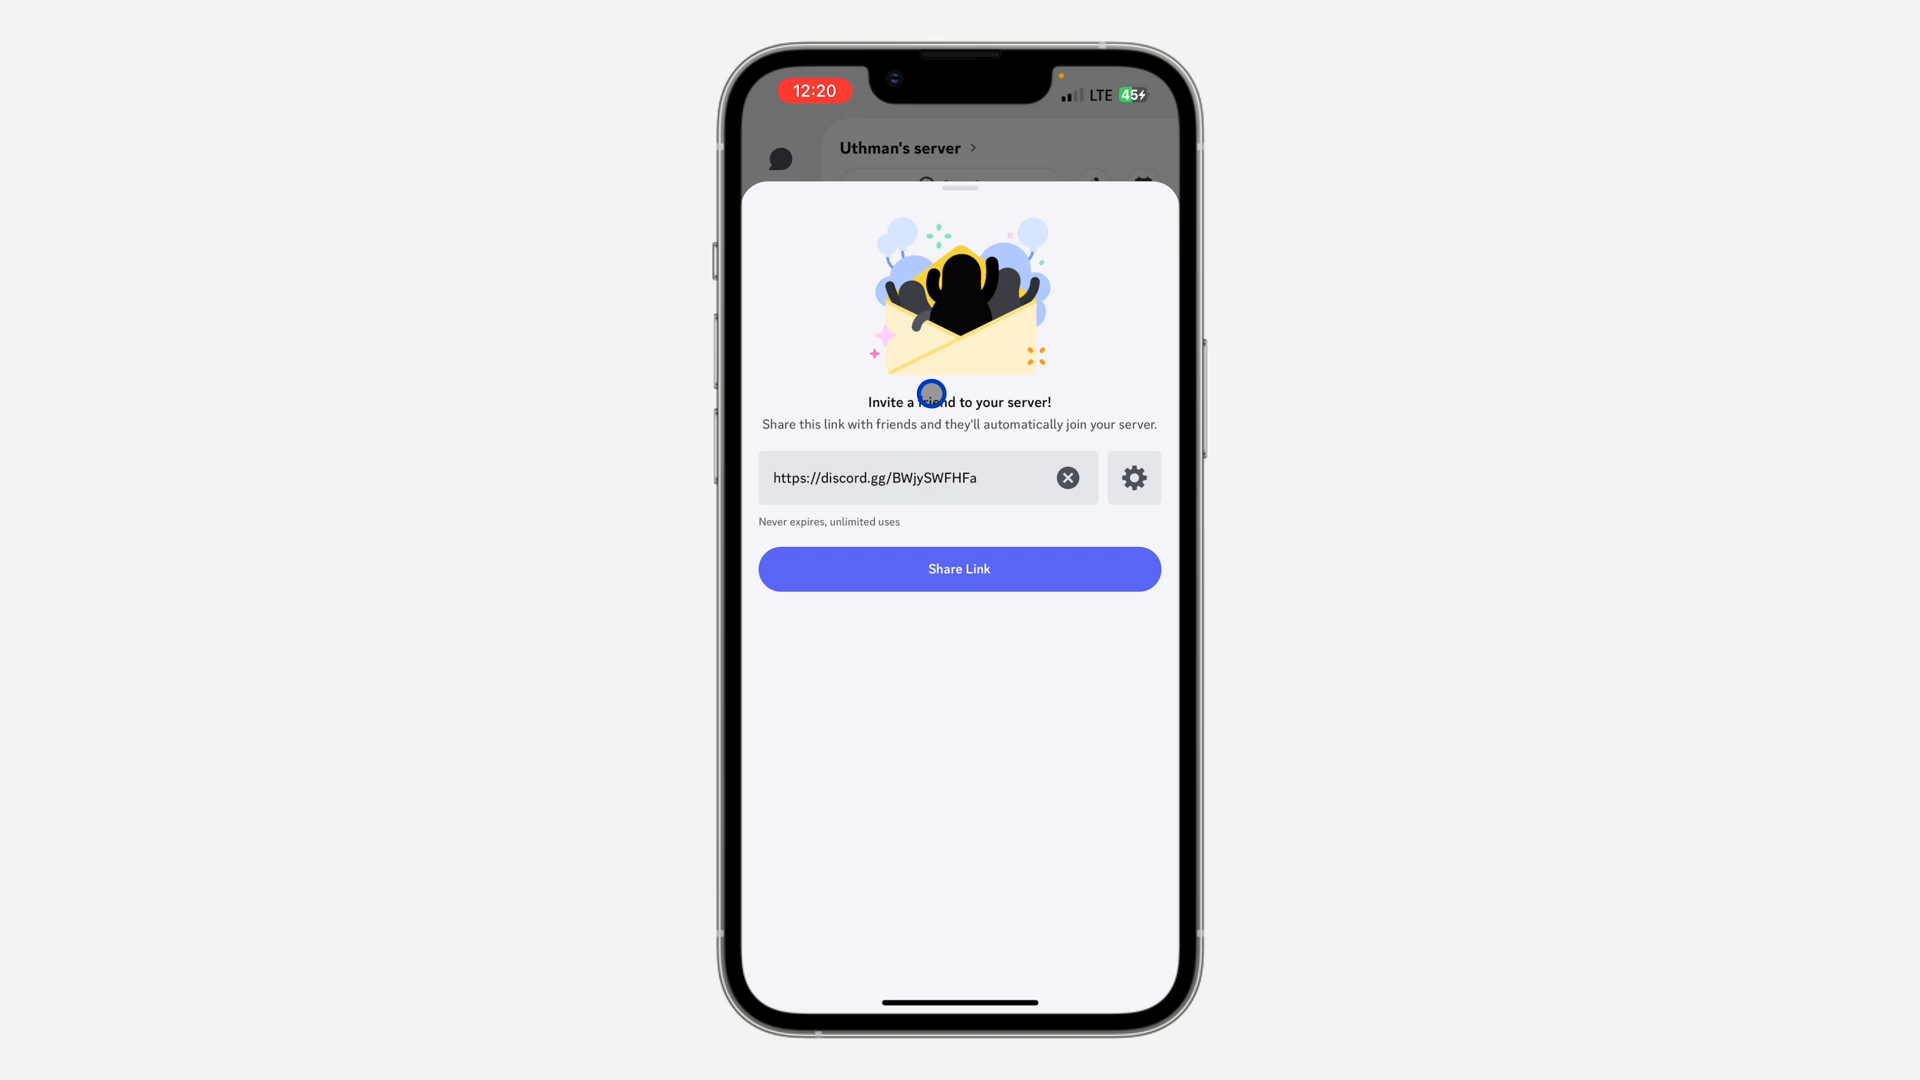 12:20
LTE 45
Uthman's server
Invite a friend to your server!
Share this link with friends and they'll automatically join your server.
https://discord.gg/BWjySWFHFa
Never expires, unlimited uses
Share Link